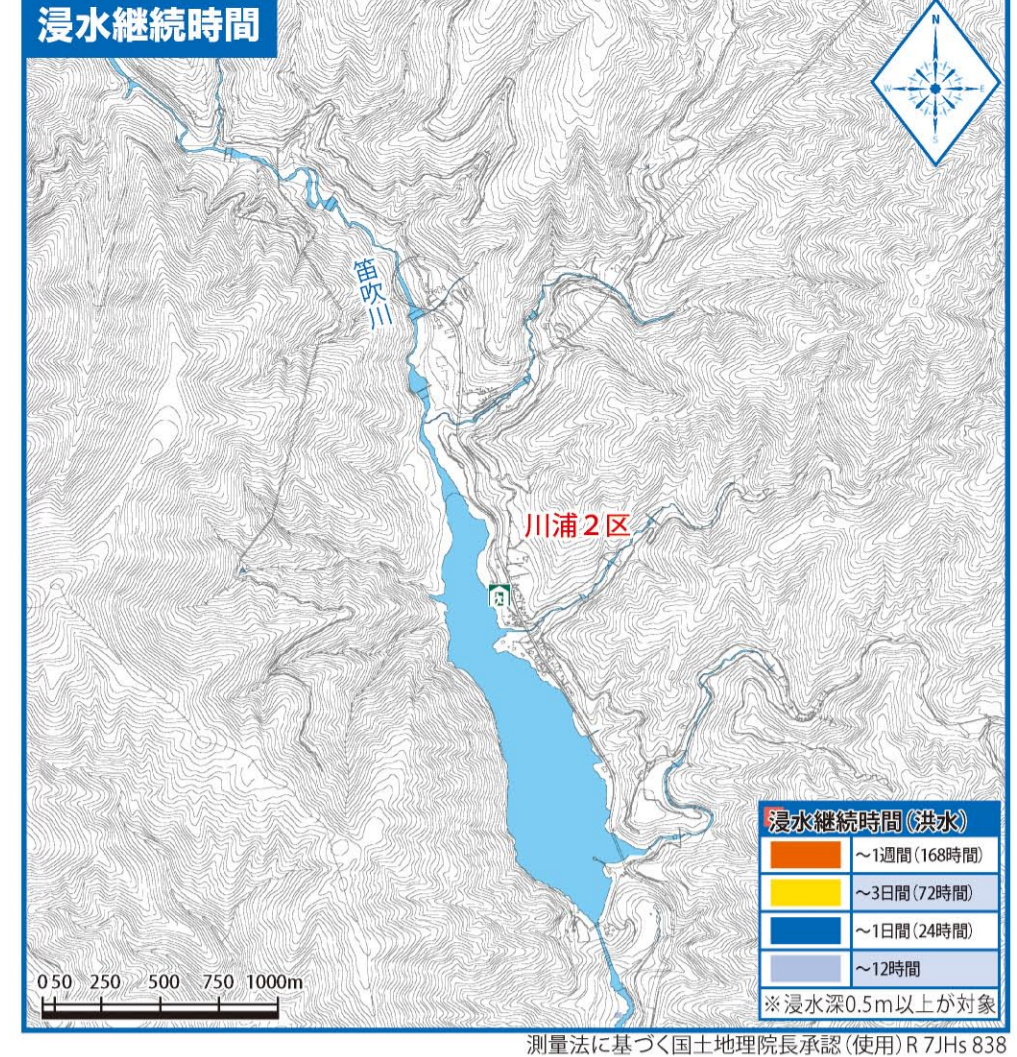 浸水継続時間
N
W
E
S
笛吹川
川浦2区
浸水継続時間(洪水)
~1週間(168時間)
~3日間(72時間)
~1日間(24時間)
~12時間
※浸水深0.5m以上が対象
0 50 250 500 750 1000m
測量法に基づく国土地理院長承認(使用)R 7JHs 838